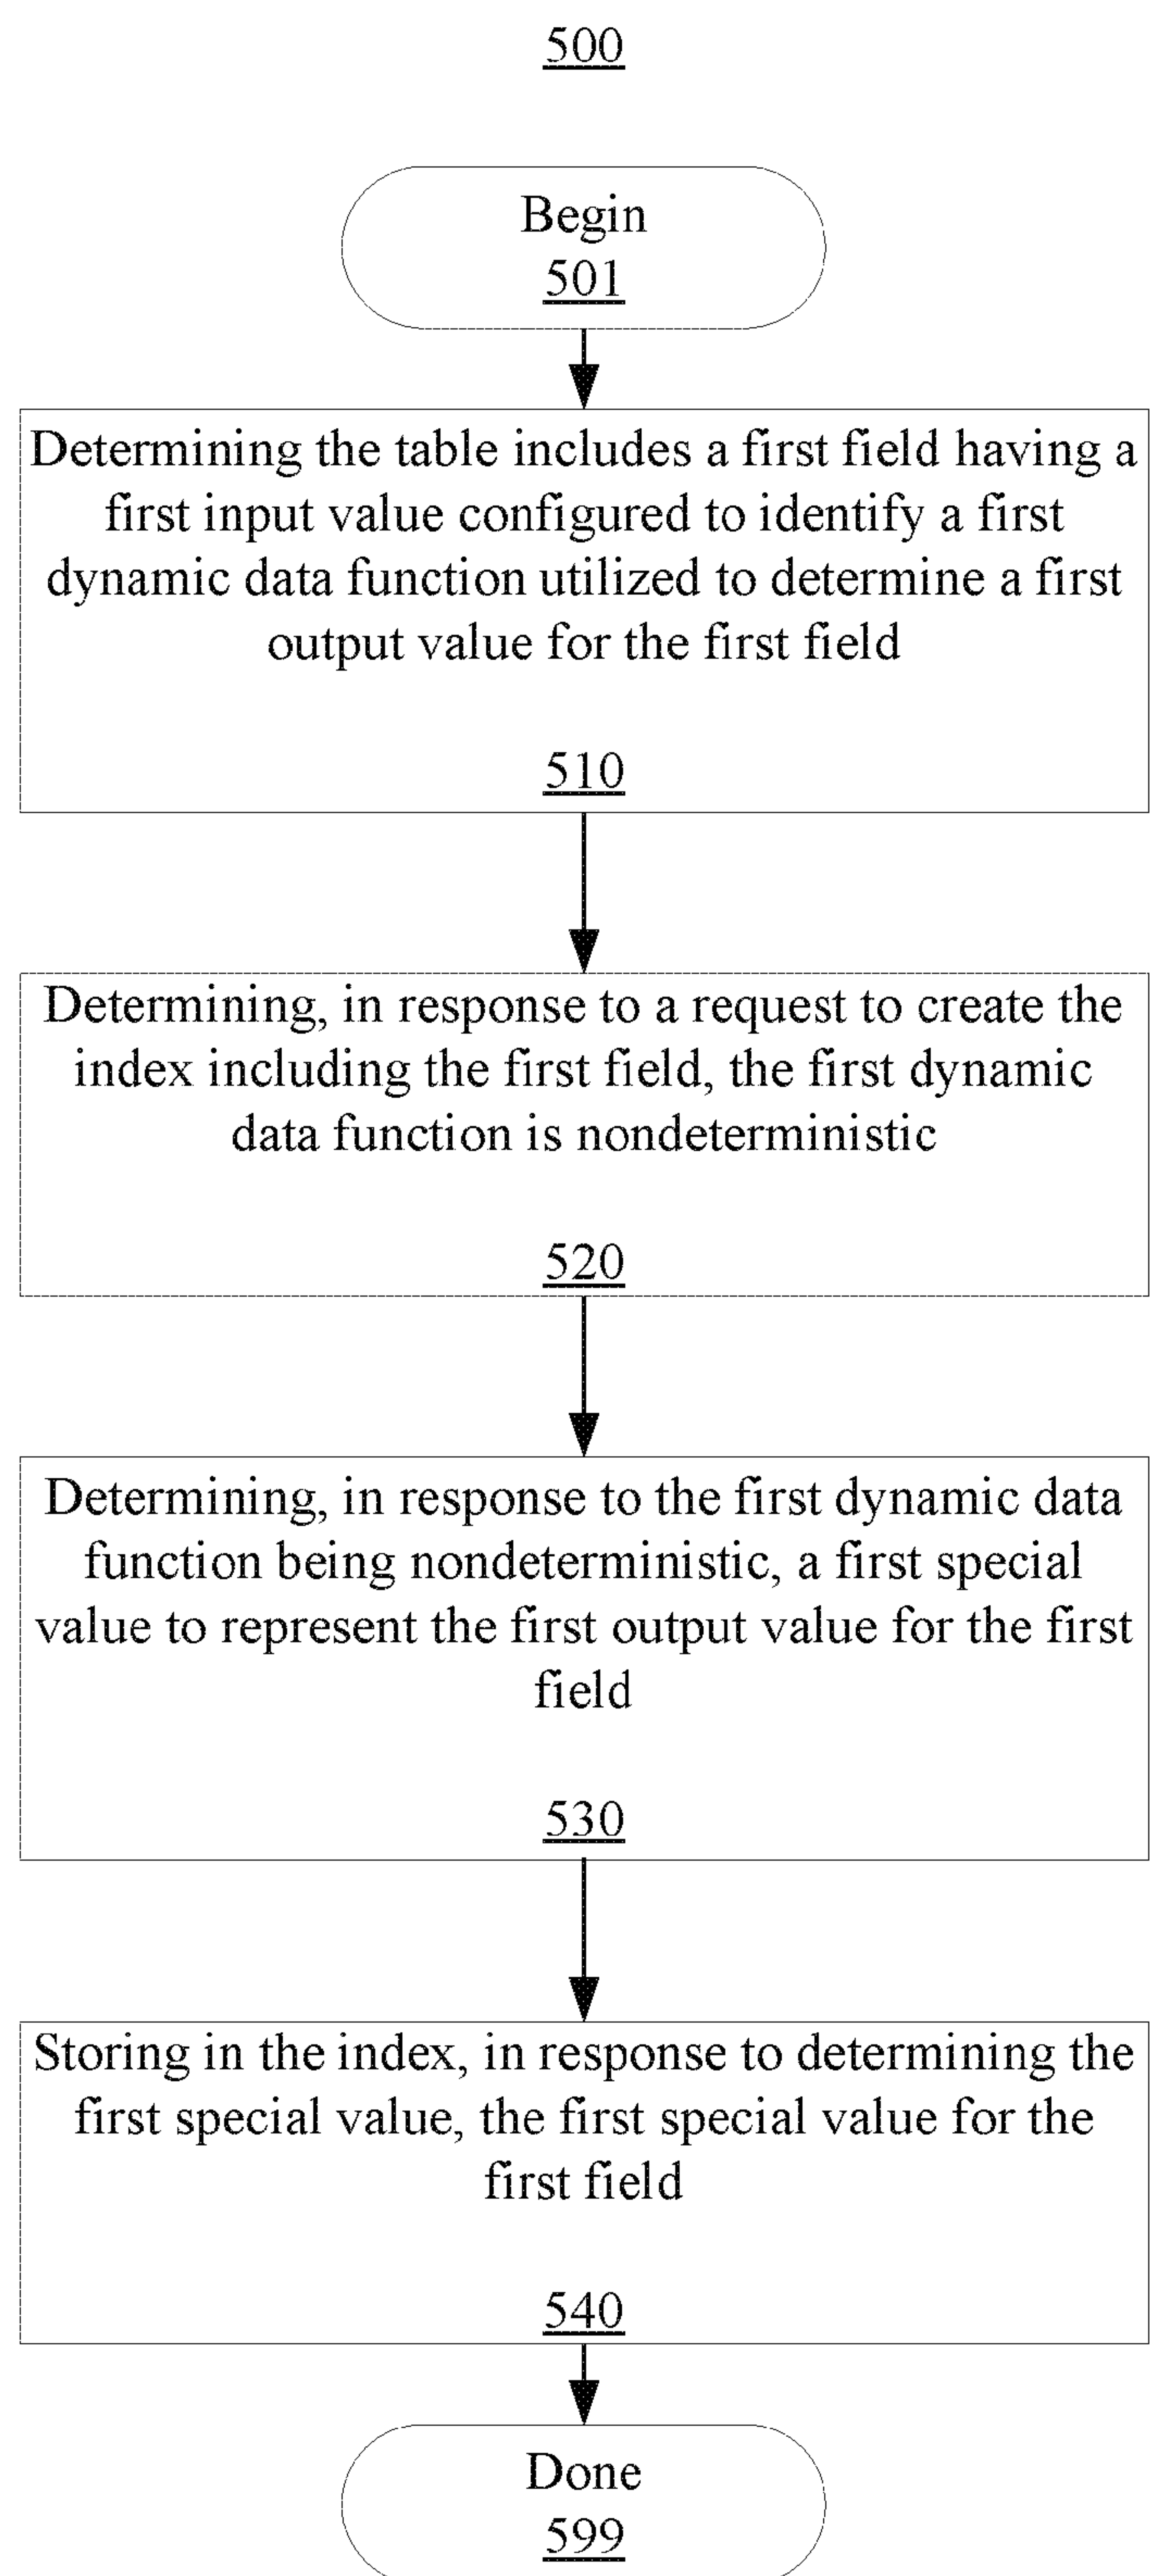 500
Begin
501
Determining the table includes a first field having a
first input value configured to identify a first
dynamic data function utilized to determine a first
output value for the first field
510
Determining, in response to a request to create the
index including the first field, the first dynamic
data function is nondeterministic
520
Determining, in response to the first dynamic data
function being nondeterministic, a first special
value to represent the first output value for the first
field
530
Storing in the index, in response to determining the
first special value, the first special value for the
first field
540
Done
599